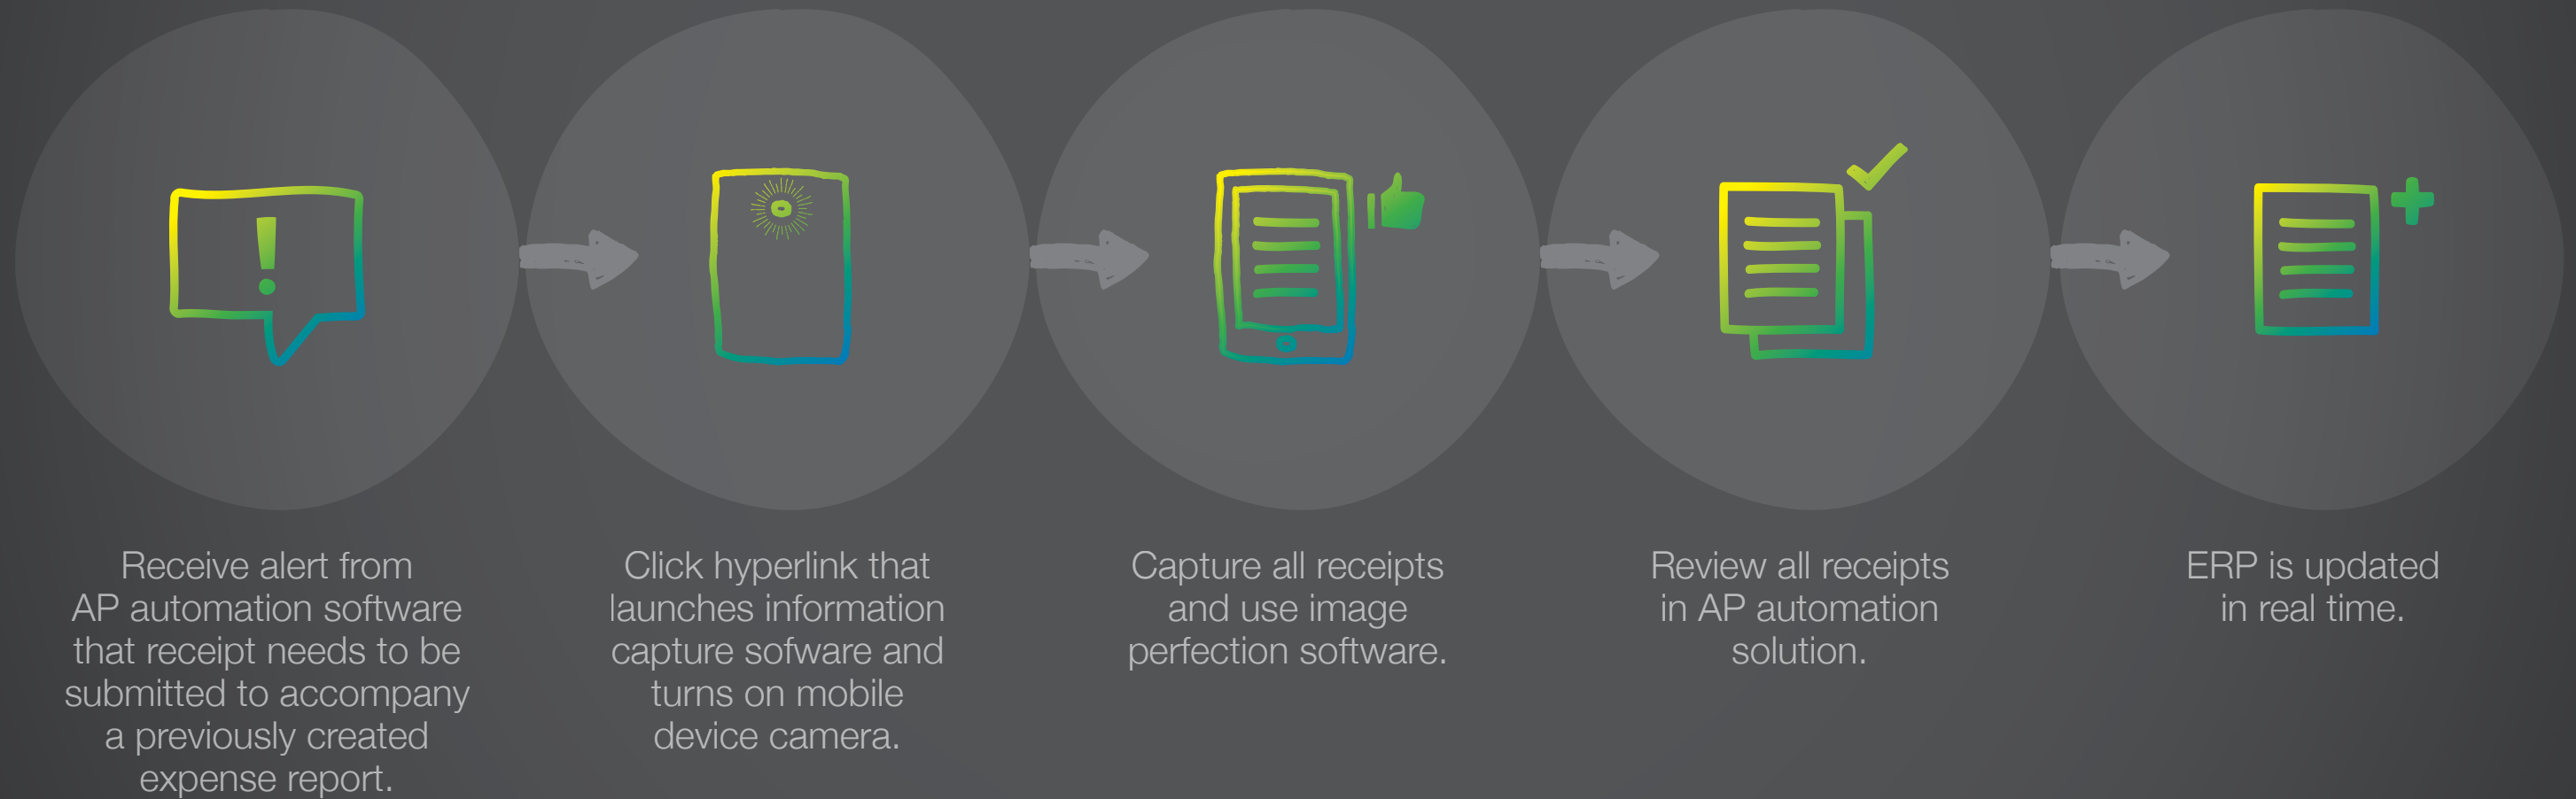 Receive alert from
AP automation software
that receipt needs to be
submitted to accompany
a previously created
expense report.
Click hyperlink that
launches information
capture sofware and
turns on mobile
device camera.
Capture all receipts
and use image
perfection software.
Review all receipts
in AP automation
solution.
ERP is updated
in real time.